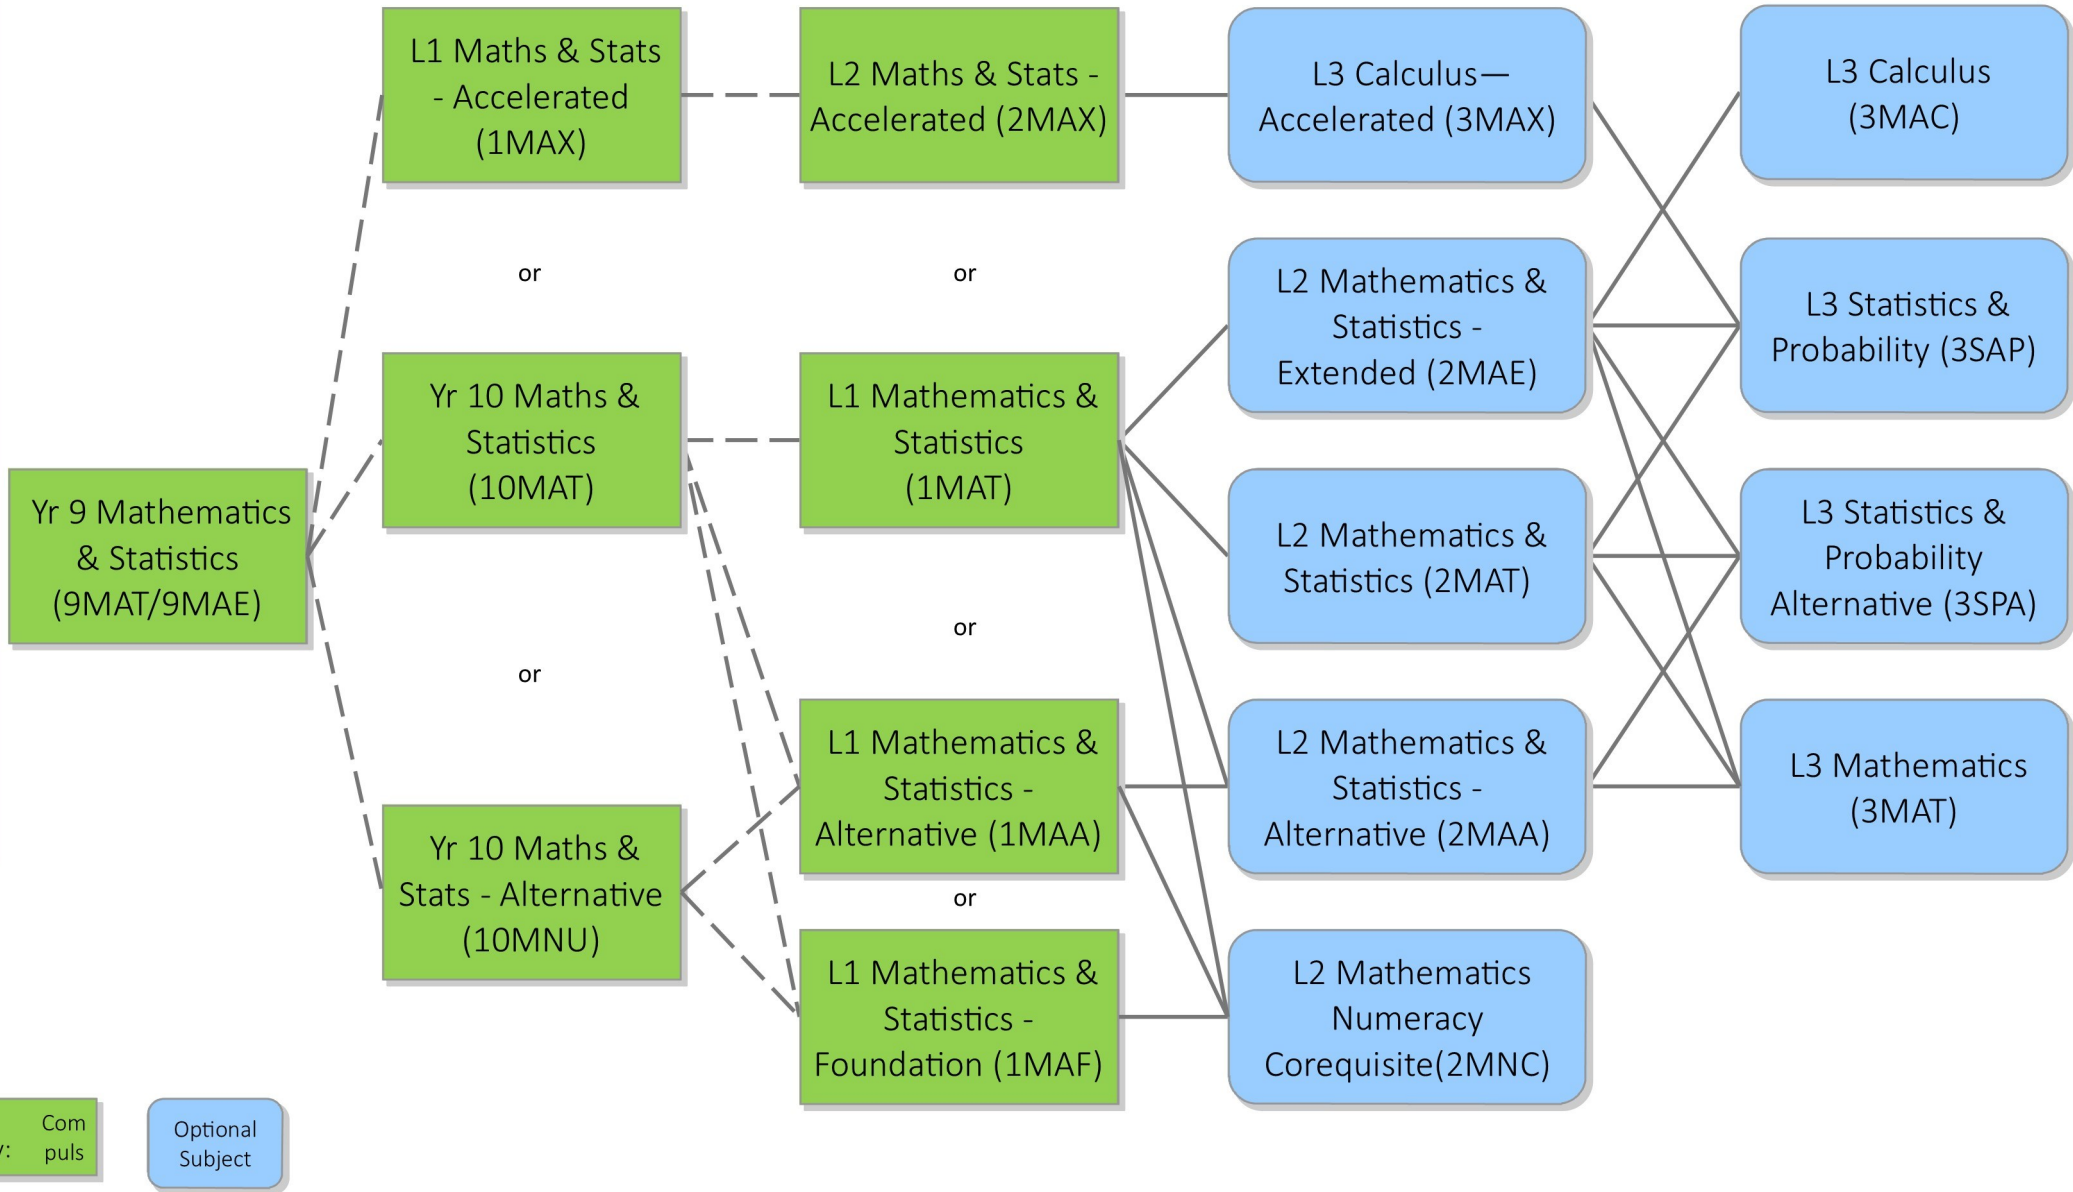 L1 Maths & Stats
- Accelerated
(1MAX)
L2 Maths & Stats -
Accelerated (2MAX)
L3 Calculus—
Accelerated (3MAX)
L3 Calculus
(3MAC)
or
or
Yr 10 Maths &
Statistics
(10MAT)
L1 Mathematics &
Statistics
(1MAT)
L2 Mathematics &
Statistics -
Extended (2MAE)
L3 Statistics &
Probability (3SAP)
Yr 9 Mathematics
& Statistics
(9MAT/9MAE)
L2 Mathematics &
Statistics (2MAT)
L3 Statistics &
Probability
Alternative (3SPA)
or
or
Yr 10 Maths &
Stats - Alternative
(10MNU)
L1 Mathematics &
Statistics -
Alternative (1MAA)
L2 Mathematics &
Statistics -
Alternative (2MAA)
L3 Mathematics
(3MAT)
or
L1 Mathematics &
Statistics -
Foundation (1MAF)
L2 Mathematics
Numeracy
Corequisite(2MNC)
Com
puls
Optional
Subject